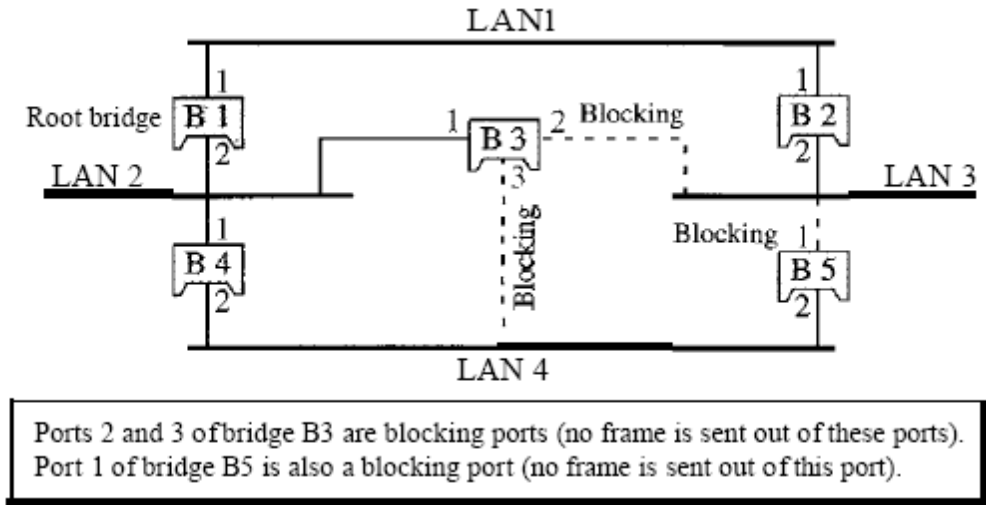 LAN1
1
1
Root bridge
B 1
1
B 3
2
Blocking
B 2
2
3
2
LAN 2
LAN 3
Blocking
1
Blocking
1
B 4
B 5
2
2
LAN 4
Ports 2 and 3 of bridge B3 are blocking ports (no frame is sent out of these ports).
Port 1 of bridge B5 is also a blocking port (no frame is sent out of this port).